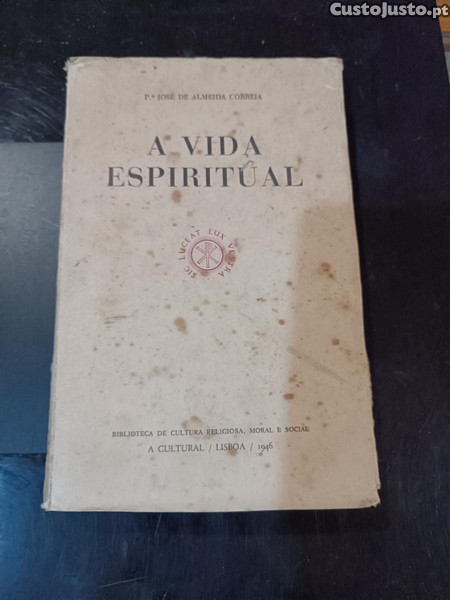 CustoJusto.pt
P.ᵉ JOSÉ DE ALMEIDA CORREIA
A VIDA
ESPIRITUAL
SIC LUCEAT LUX VESTRA
BIBLIOTECA DE CULTURA RELIGIOSA, MORAL E SOCIAL
A CULTURAL / LISBOA / 1946